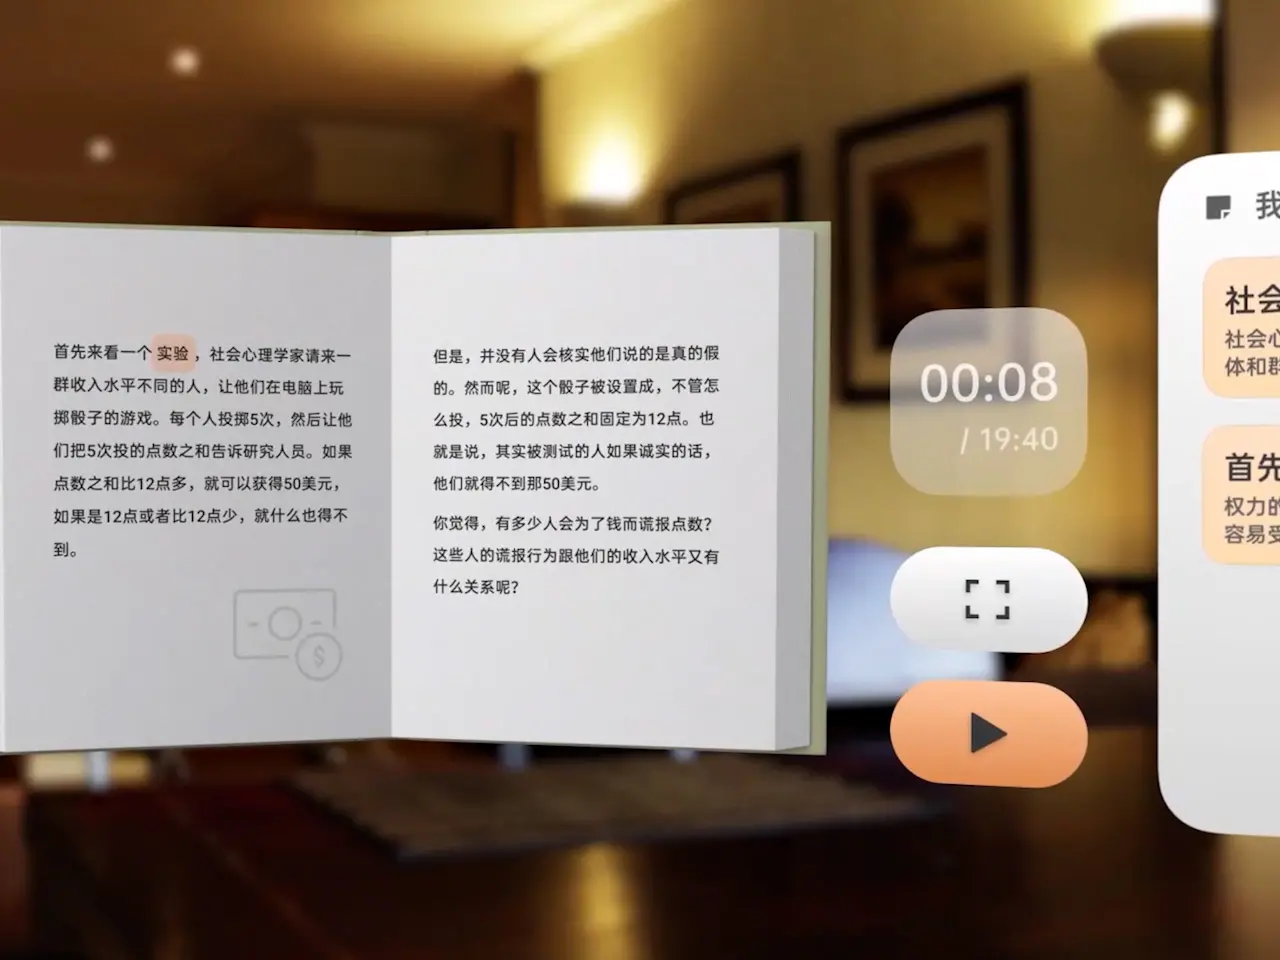 首先来看一个 实验 ，社会心理学家请来一
群收入水平不同的人，让他们在电脑上玩
掷骰子的游戏。每个人投掷5次，然后让他
们把5次投的点数之和告诉研究人员。如果
点数之和比12点多，就可以获得50美元，
如果是12点或者比12点少，就什么也得不
到。
$
但是，并没有人会核实他们说的是真的假
的。然而呢，这个骰子被设置成，不管怎
么投，5次后的点数之和固定为12点。也
就是说，其实被测试的人如果诚实的话，
他们就得不到那50美元。
你觉得，有多少人会为了钱而谎报点数？
这些人的谎报行为跟他们的收入水平又有
什么关系呢？
00:08
/ 19:40
我
社会
社会心
体和群
首先
权力的
容易受